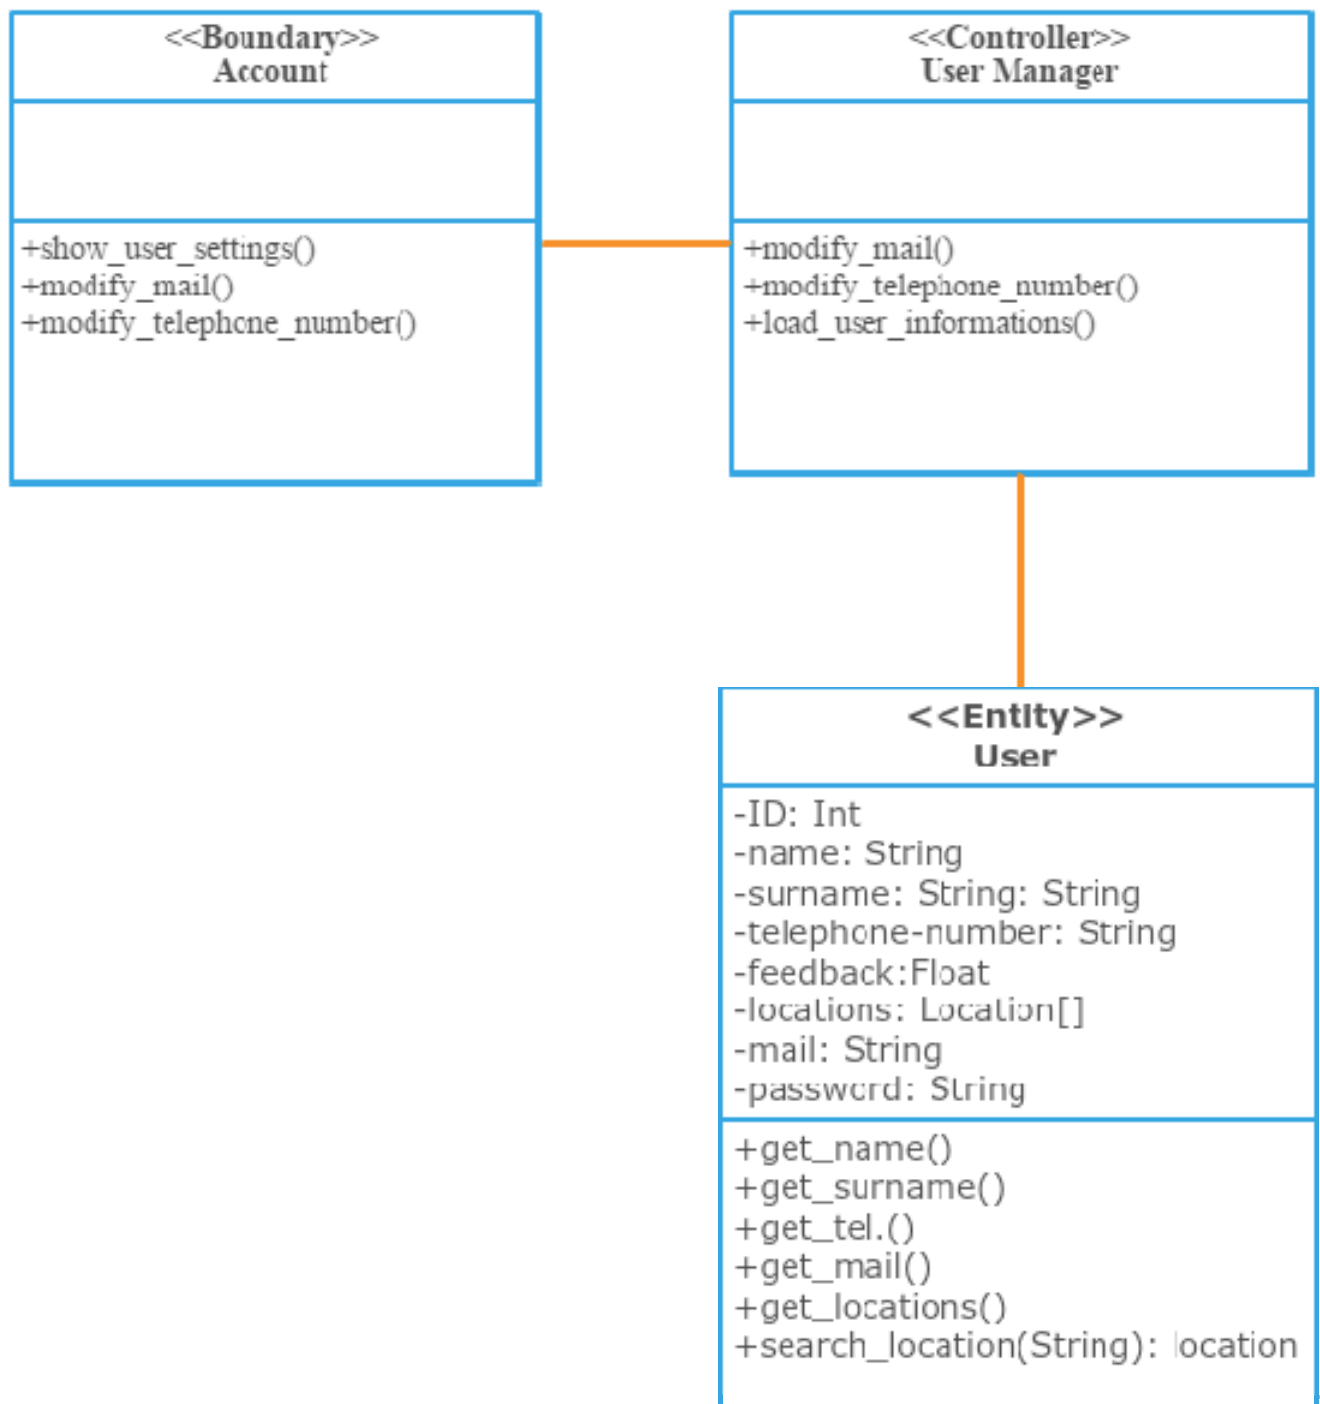 <<Boundary>>
Account
+show_user_settings()
+modify_mail()
+modify_telephone_number()
<<Controller>>
User Manager
+modify_mail()
+modify_telephone_number()
+load_user_informations()
<<Entity>>
User
-ID: Int
-name: String
-surname: String: String
-telephone-number: String
-feedback:Float
-locations: Location[]
-mail: String
-password: String
+get_name()
+get_surname()
+get_tel.()
+get_mail()
+get_locations()
+search_location(String): location